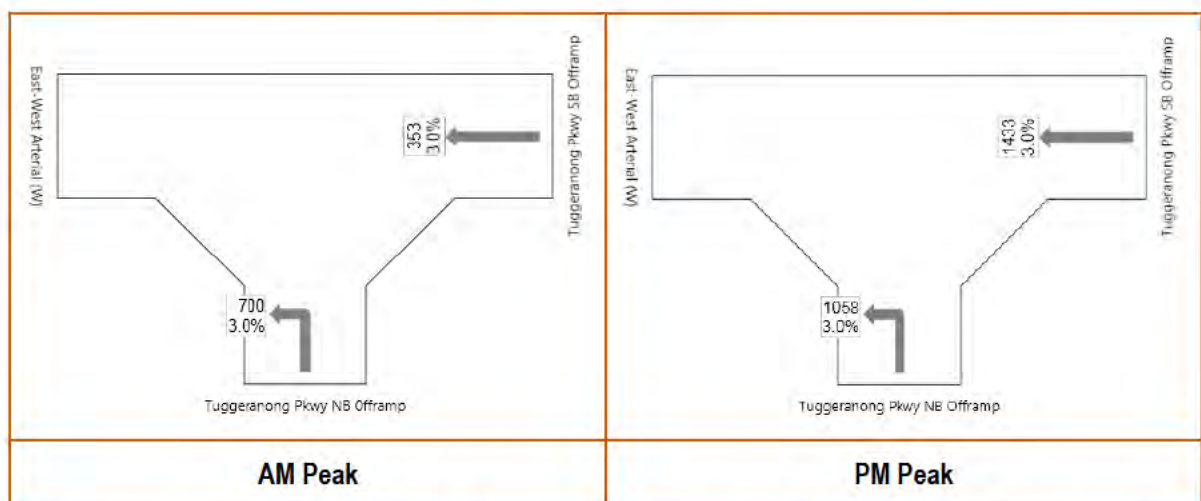 East-West Arterial (W)
353
3.0%
Tuggeranong Pkwy SB Offramp
700
3.0%
Tuggeranong Pkwy NB Offramp
AM Peak
East-West Arterial (W)
1433
3.0%
Tuggeranong Pkwy SB Offramp
1058
3.0%
Tuggeranong Pkwy NB Offramp
PM Peak